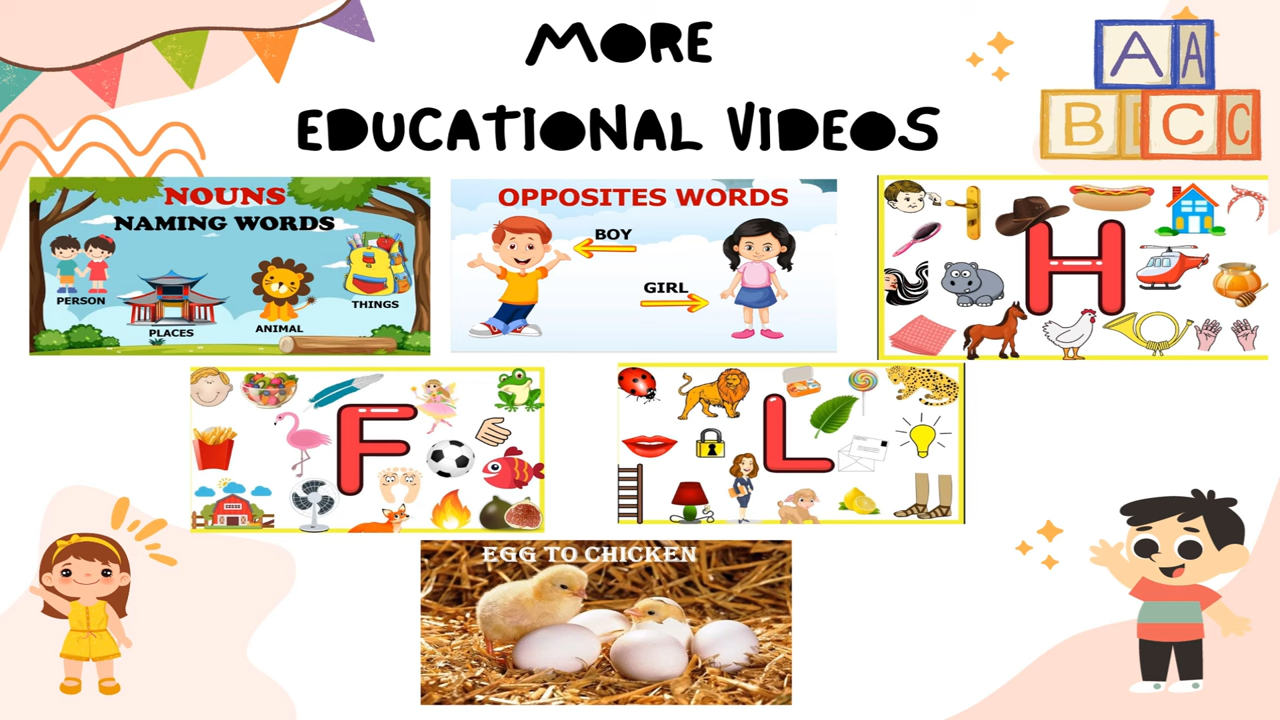 MORE
EDUCATIONAL VIDEOS
A A
B C C
NOUNS
NAMING WORDS
PERSON
PLACES
ANIMAL
THINGS
OPPOSITES WORDS
BOY
GIRL
H
F
L
EGG TO CHICKEN